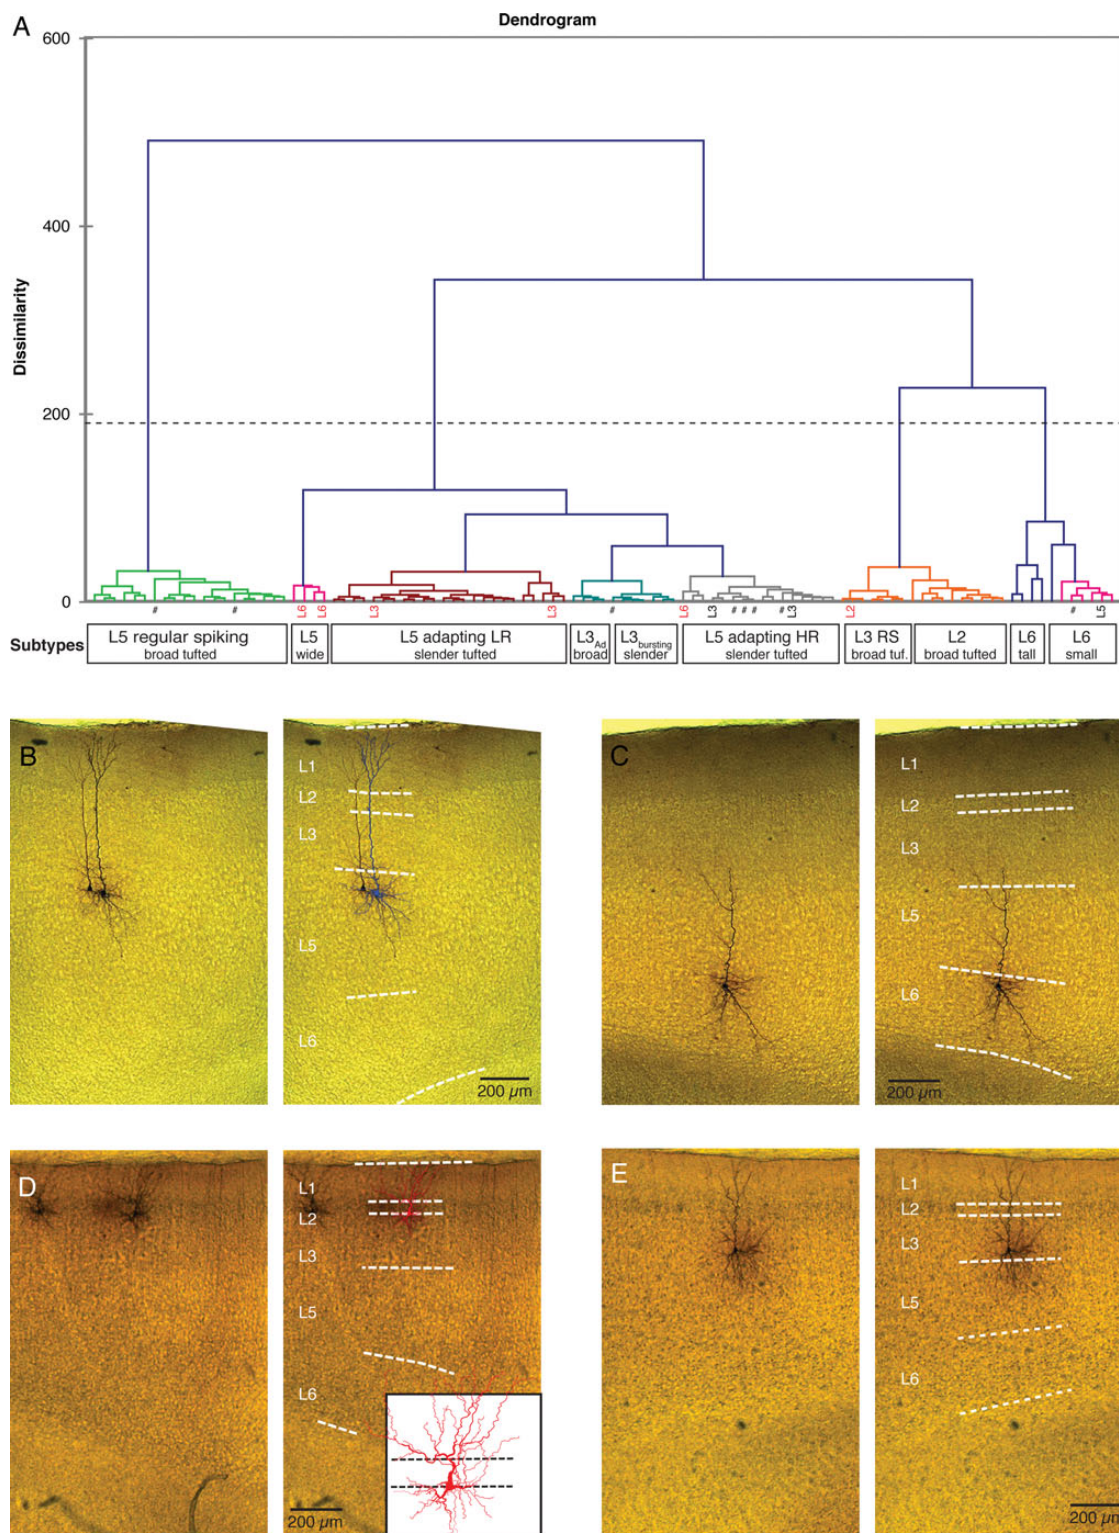 A
Dendrogram
600
400
200
0
Dissimilarity
# # L6 L6 L3 L3 # L6 L3 # # # # L3 L2 # L5
Subtypes
L5 regular spiking
broad tufted
L5
wide
L5 adapting LR
slender tufted
L3Ad
broad
L3bursting
slender
L5 adapting HR
slender tufted
L3 RS
broad tuf.
L2
broad tufted
L6
tall
L6
small
B
L1
L2
L3
L5
L6
200 µm
C
L1
L2
L3
L5
L6
200 µm
D
L1
L2
L3
L5
L6
200 µm
E
L1
L2
L3
L5
L6
200 µm